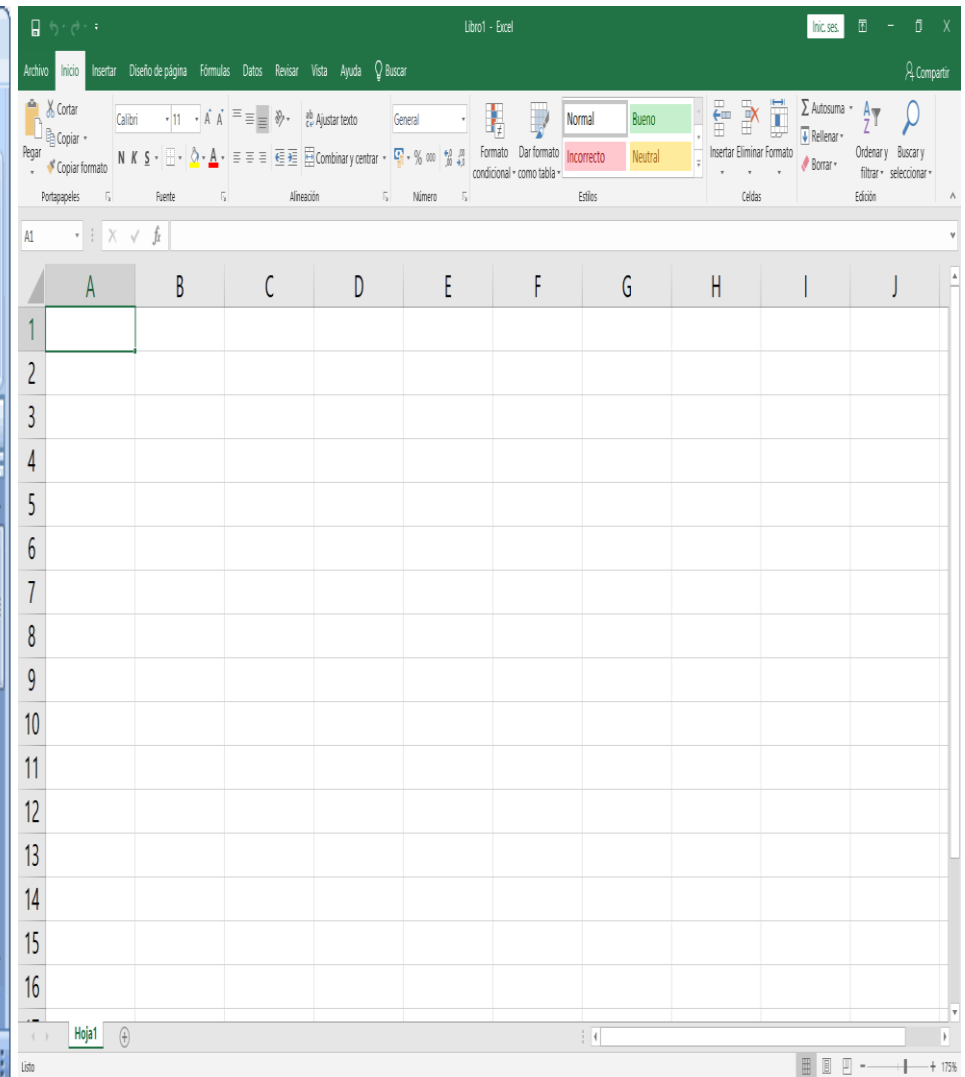 Libro1 - Excel
Inic. ses.
Archivo Inicio Insertar Diseño de página Fórmulas Datos Revisar Vista Ayuda Buscar Compartir
Pegar
Cortar
Copiar
Copiar formato
Portapapeles
Calibri 11 A A
N K S A
Fuente
Ajustar texto
Combinar y centrar
Alineación
General
% 000
Número
Formato condicional
Dar formato como tabla
Normal Bueno
Incorrecto Neutral
Estilos
Insertar Eliminar Formato
Celdas
Autosuma
Rellenar
Borrar
Ordenar y filtrar
Buscar y seleccionar
Edición
A1 fx
A B C D E F G H I J
1
2
3
4
5
6
7
8
9
10
11
12
13
14
15
16
Hoja1
Listo 175%